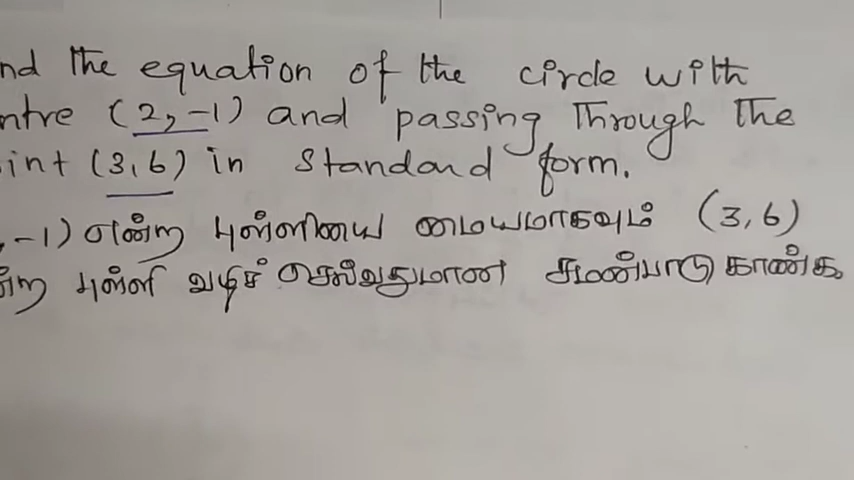 nd the equation of the circle with
ntre (2, -1) and passing Through The
int (3,6) in Standard form.
, -1) என்ற புள்ளியை மையமாகவும் (3,6)
ன்ற புள்ளி வழிச் செல்வதுமான சமன்பாடு காண்க.